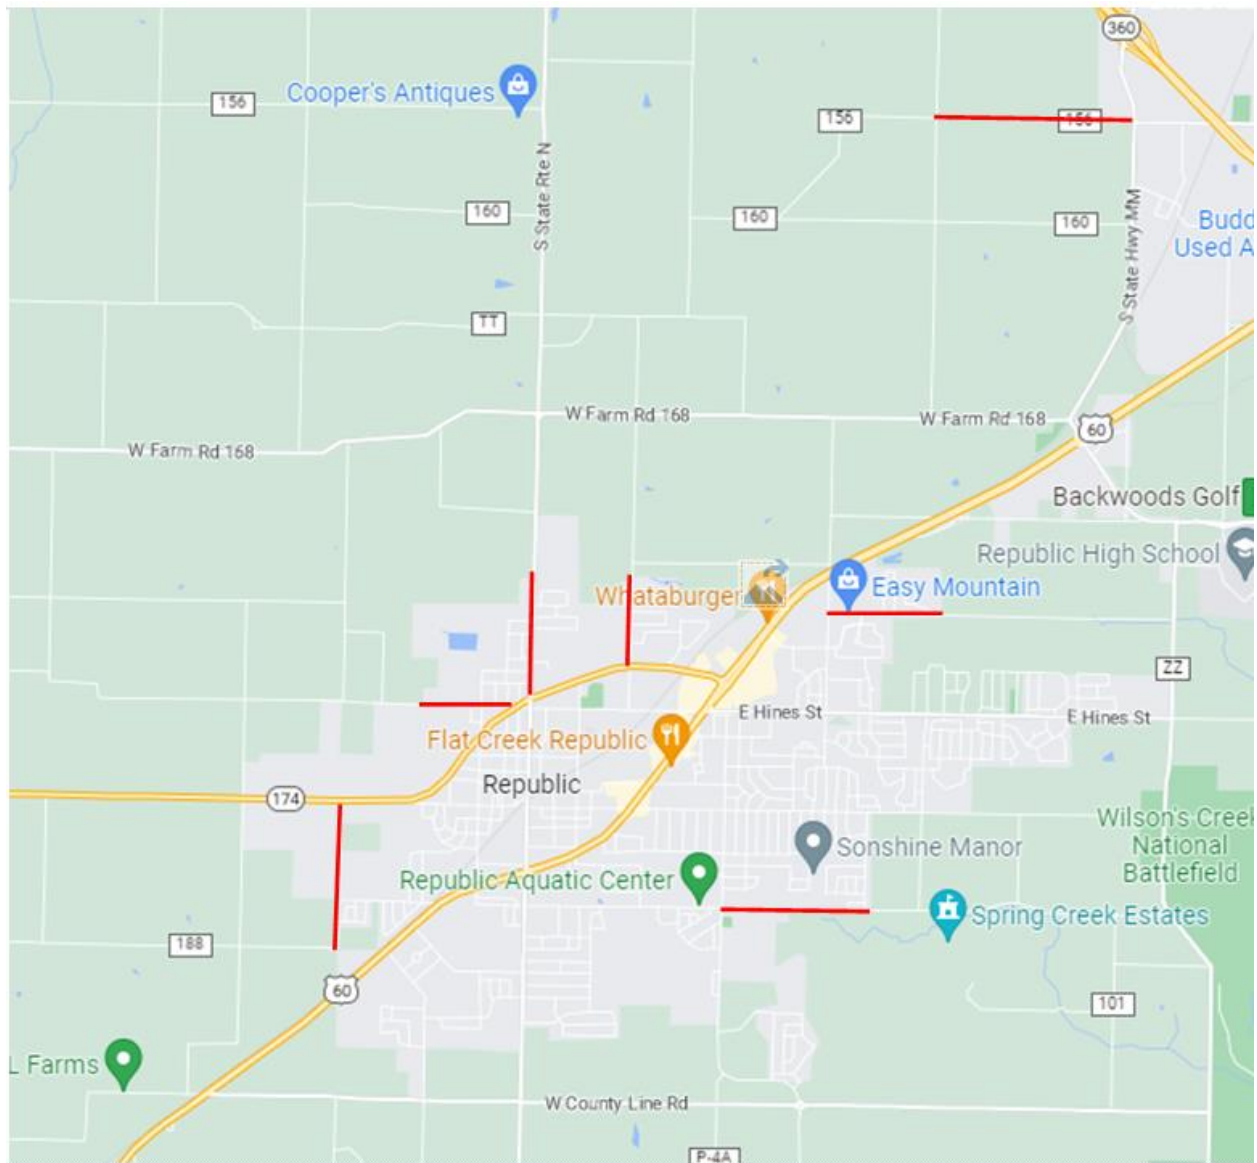 360
Cooper's Antiques
156
156
156
S State Rte N
160
160
160
Budd
Used A
S State Hwy MM
TT
W Farm Rd 168
W Farm Rd 168
60
W Farm Rd 168
Backwoods Golf
Republic High School
Whataburger
Easy Mountain
ZZ
E Hines St
E Hines St
Flat Creek Republic
Republic
174
Wilson's Creek
National
Battlefield
Sonshine Manor
Republic Aquatic Center
Spring Creek Estates
188
60
101
L Farms
W County Line Rd
P-4A